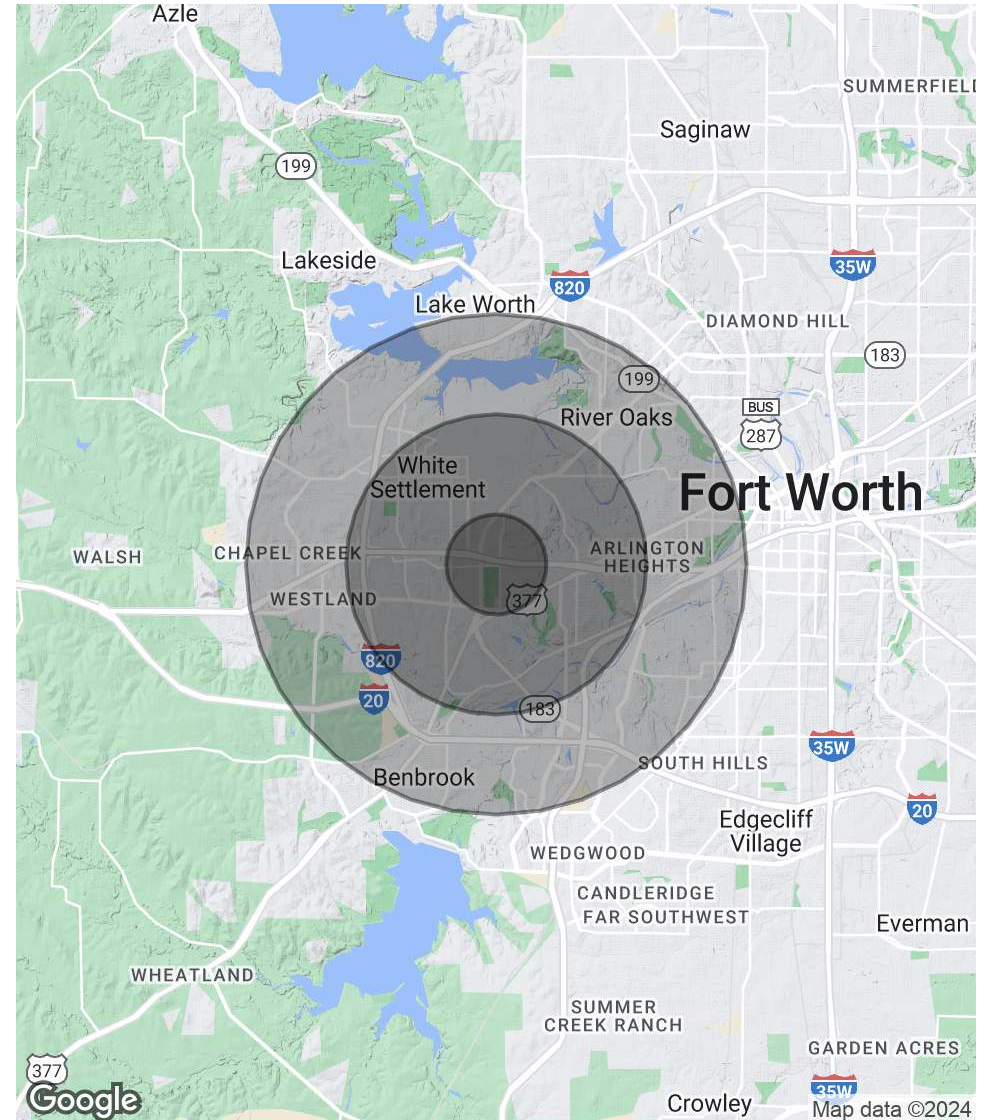 Azle
SUMMERFIELD
Saginaw
199
Lakeside
35W
820
Lake Worth
DIAMOND HILL
183
199
BUS
287
River Oaks
White
Settlement
Fort Worth
WALSH
CHAPEL CREEK
ARLINGTON
HEIGHTS
WESTLAND
377
820
20
183
35W
SOUTH HILLS
Benbrook
20
Edgecliff
Village
WEDGWOOD
CANDLERIDGE
FAR SOUTHWEST
Everman
WHEATLAND
SUMMER
CREEK RANCH
GARDEN ACRES
377
35W
Google
Crowley
Map data ©2024